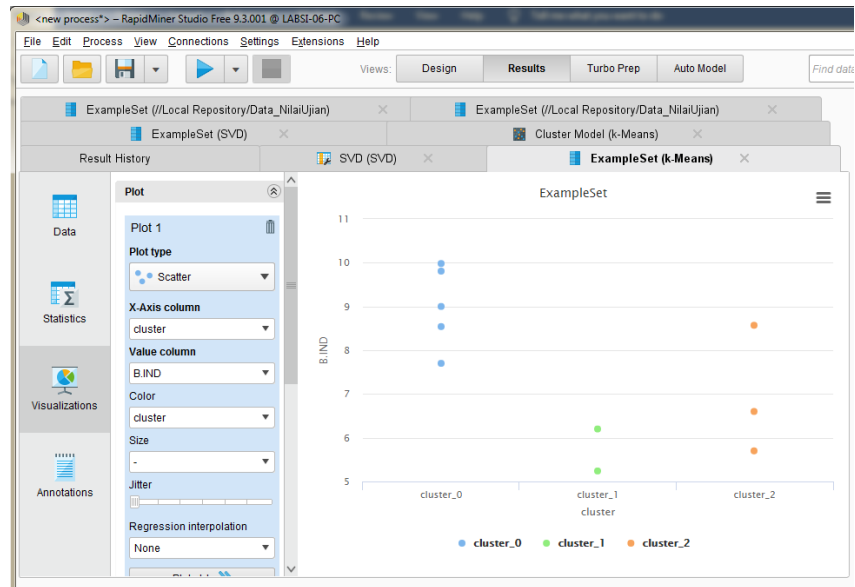 <new process*> – RapidMiner Studio Free 9.3.001 @ LABSI-06-PC
File Edit Process View Connections Settings Extensions Help
Views: Design Results Turbo Prep Auto Model Find data
ExampleSet (//Local Repository/Data_NilaiUjian) ExampleSet (//Local Repository/Data_NilaiUjian)
ExampleSet (SVD) Cluster Model (k-Means)
Result History SVD (SVD) ExampleSet (k-Means)
Data
Statistics
Visualizations
Annotations
Plot
Plot 1
Plot type
Scatter
X-Axis column
cluster
Value column
B.IND
Color
cluster
Size
-
Jitter
Regression interpolation
None
ExampleSet
11
10
9
8
7
6
5
B.IND
cluster_0 cluster_1 cluster_2
cluster
cluster_0 cluster_1 cluster_2